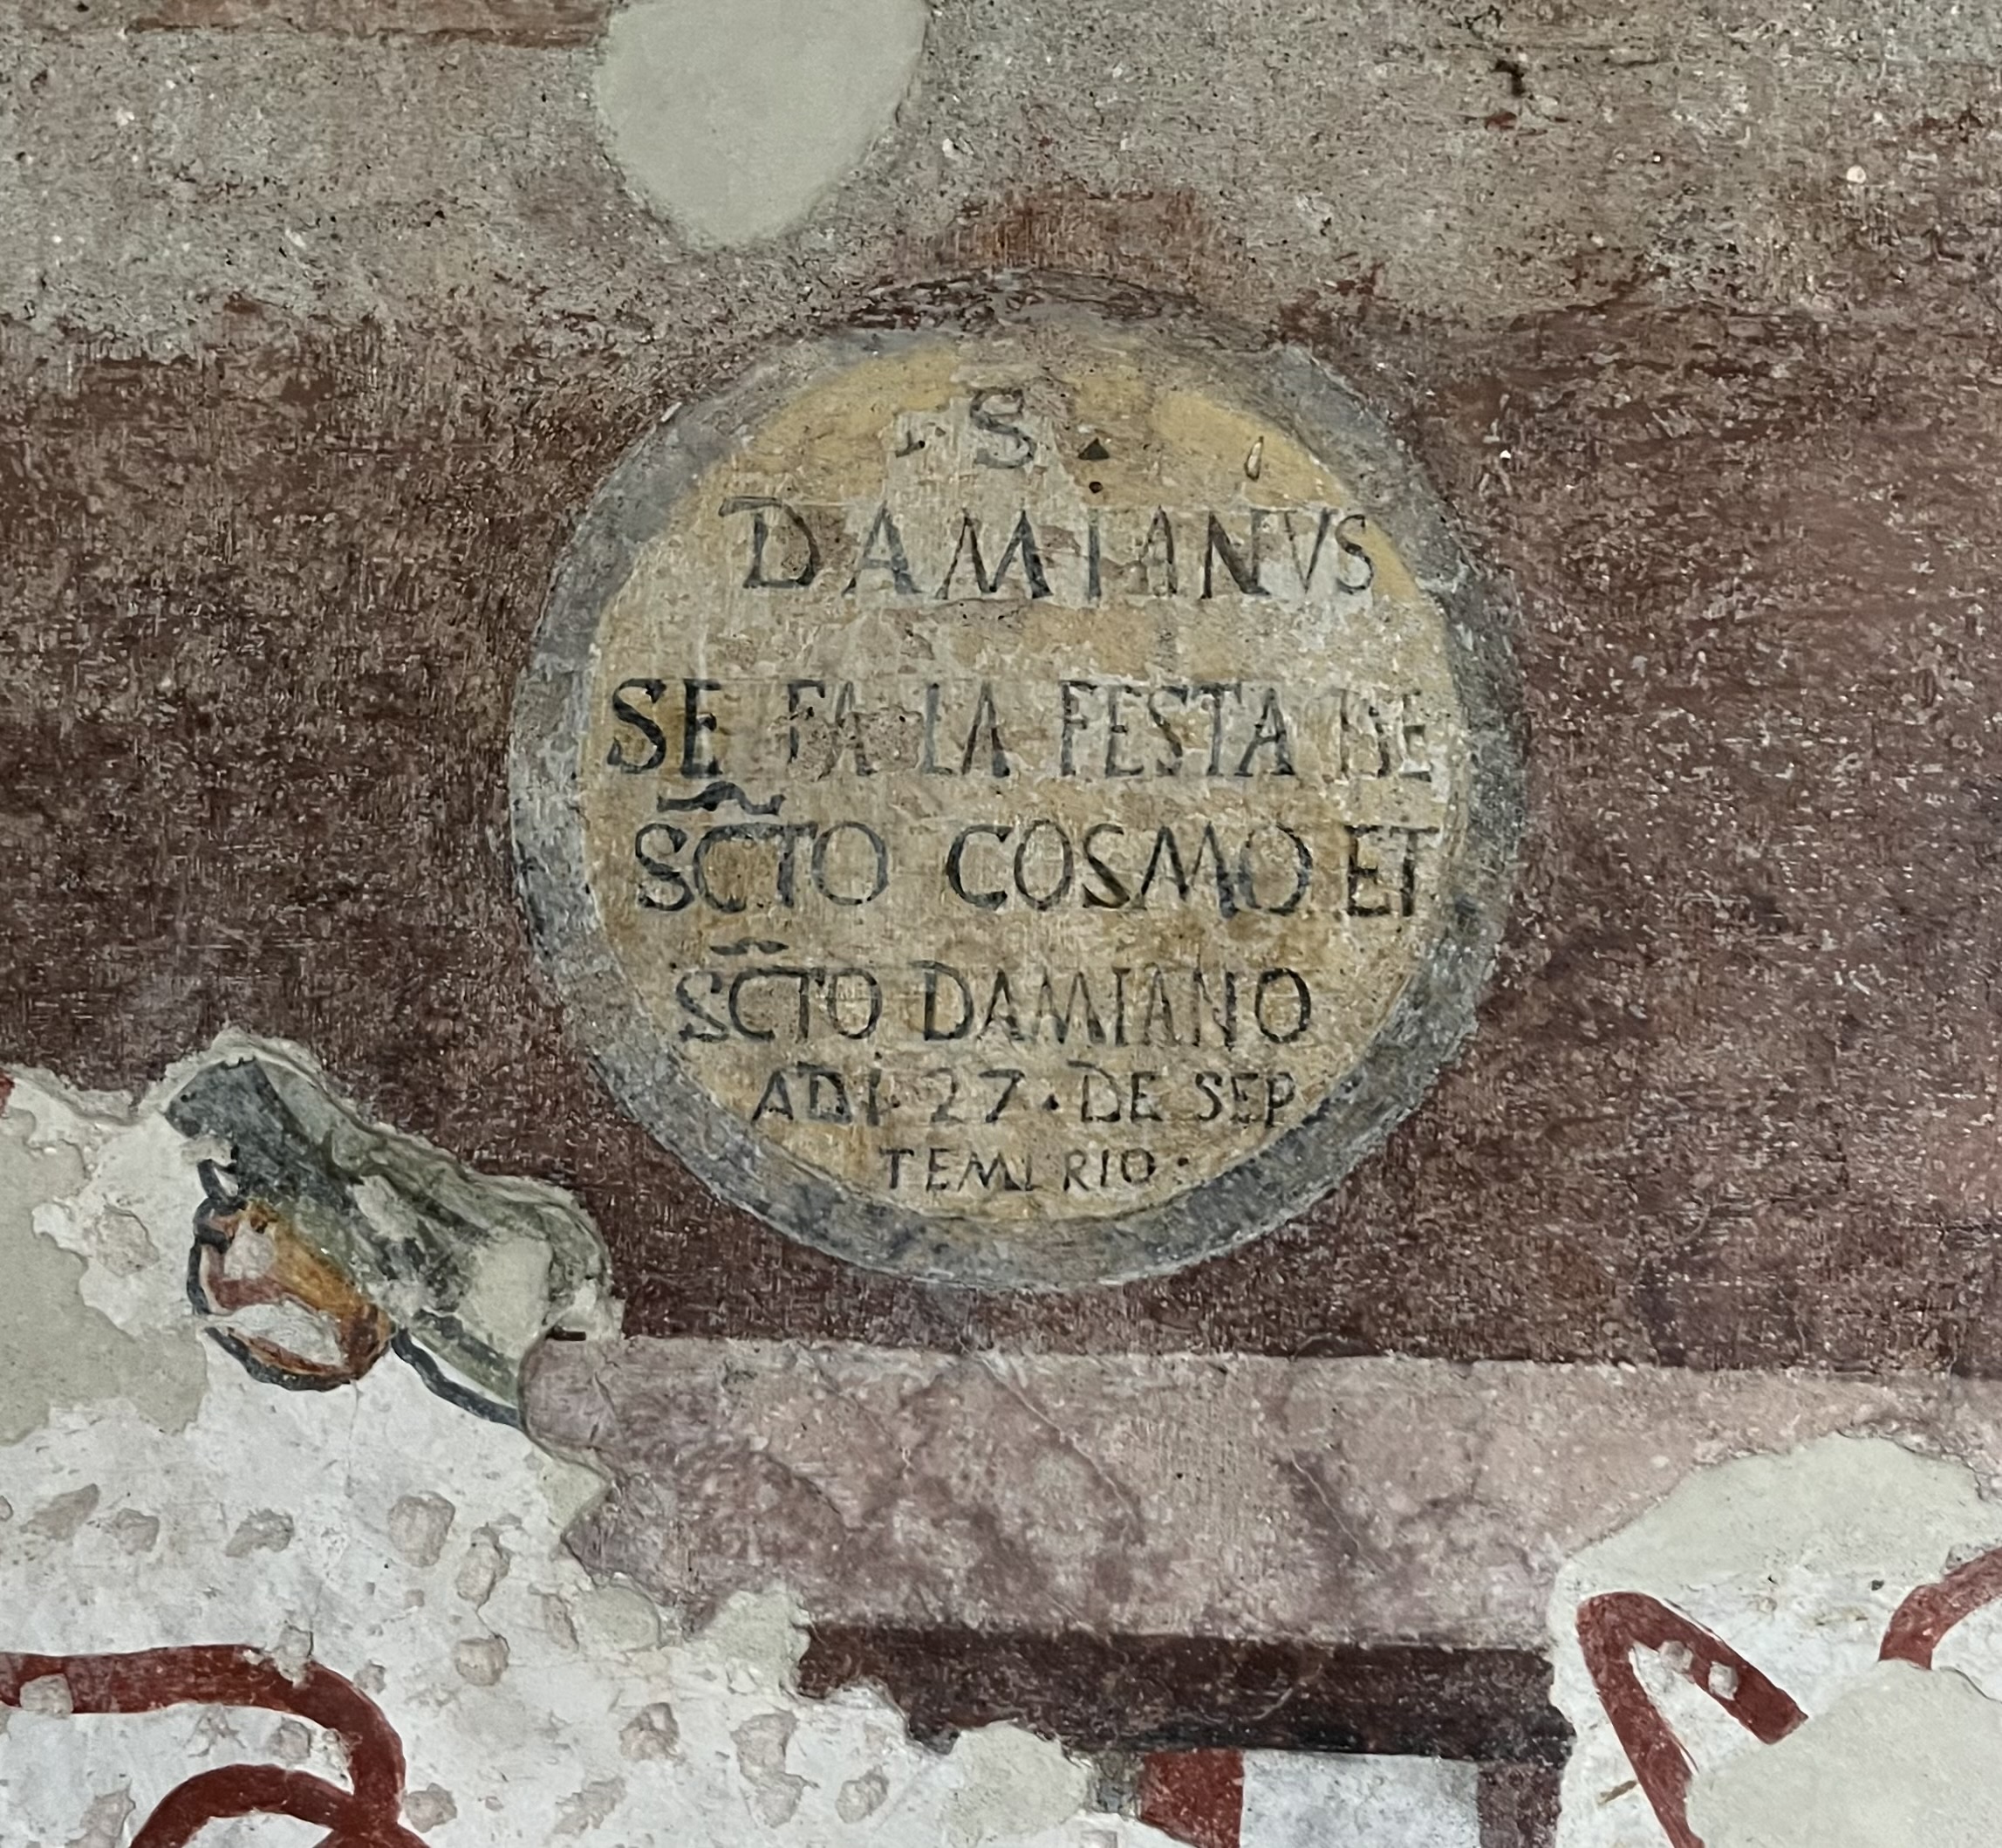 · S ·
DAMIANVS
SE FA LA FESTA DE
SCTO COSMO ET
SCTO DAMIANO
ADI 27 · DE SEP
TEMBRIO ·